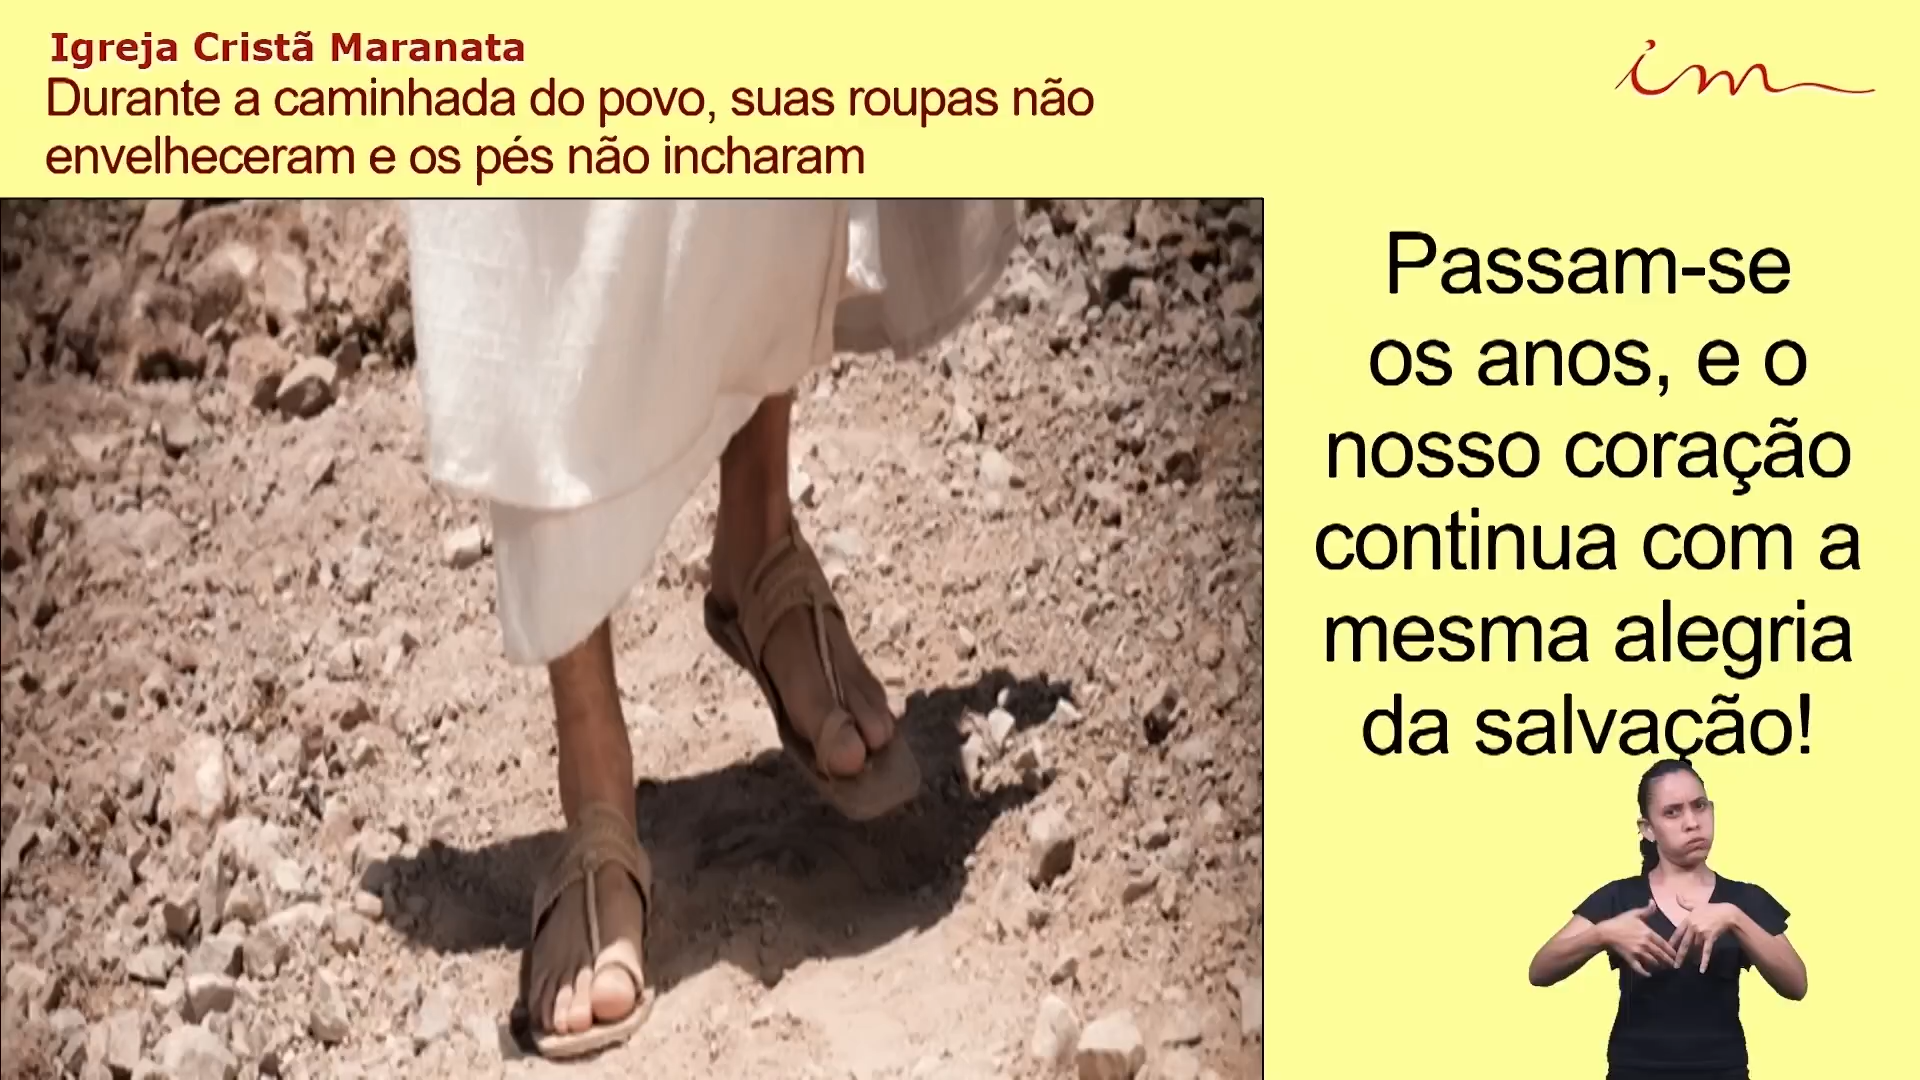 Igreja Cristã Maranata
Durante a caminhada do povo, suas roupas não
envelheceram e os pés não incharam
im
Passam-se
os anos, e o
nosso coração
continua com a
mesma alegria
da salvação!